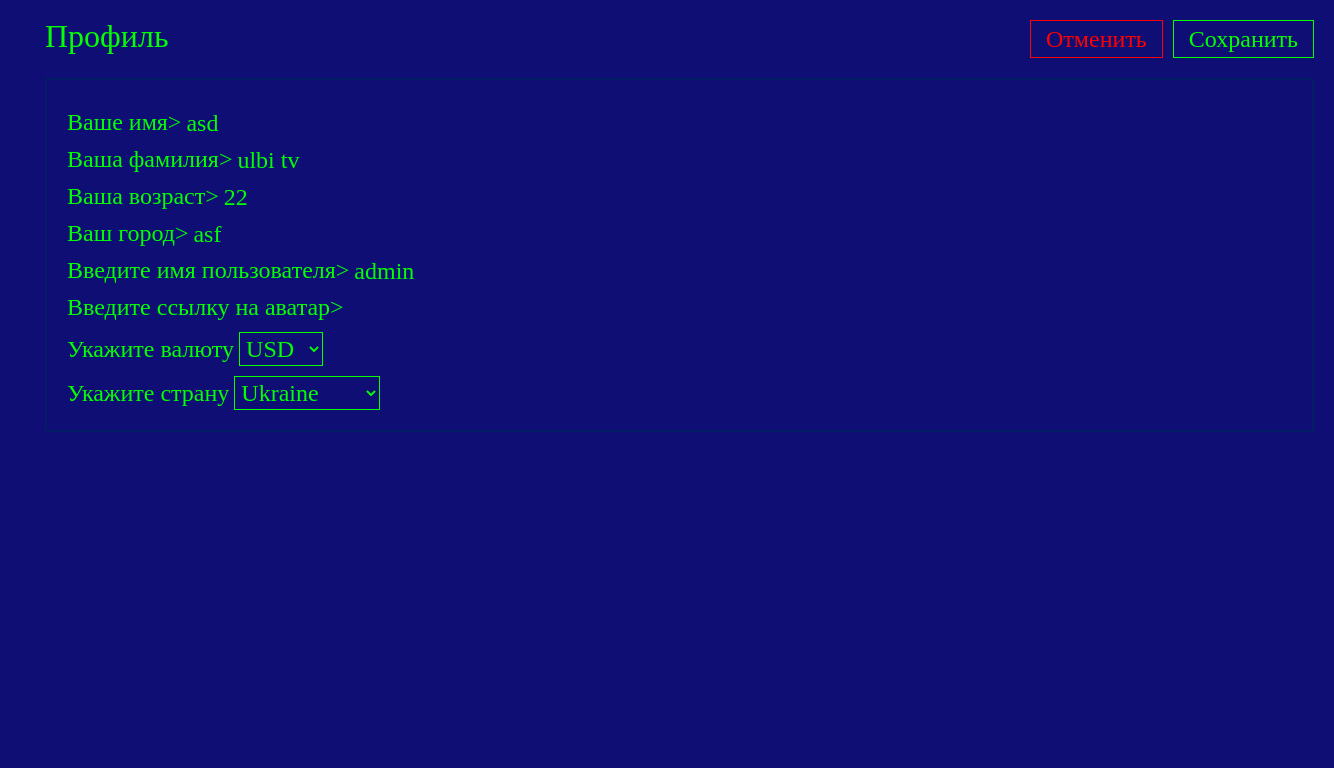 Профиль
Отменить Сохранить
Ваше имя> asd
Ваша фамилия> ulbi tv
Ваша возраст> 22
Ваш город> asf
Введите имя пользователя> admin
Введите ссылку на аватар>
Укажите валюту USD
Укажите страну Ukraine